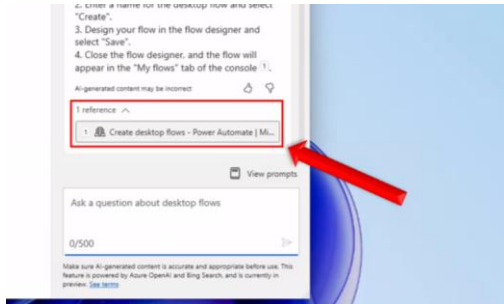 2. Enter a name for the desktop flow and select
"Create".
3. Design your flow in the flow designer and
select "Save".
4. Close the flow designer, and the flow will
appear in the "My flows" tab of the console 1.
AI-generated content may be incorrect
1 reference
1 Create desktop flows - Power Automate | Mi...
View prompts
Ask a question about desktop flows
0/500
Make sure AI-generated content is accurate and appropriate before use. This
feature is powered by Azure OpenAI and Bing Search, and is currently in
preview. See terms